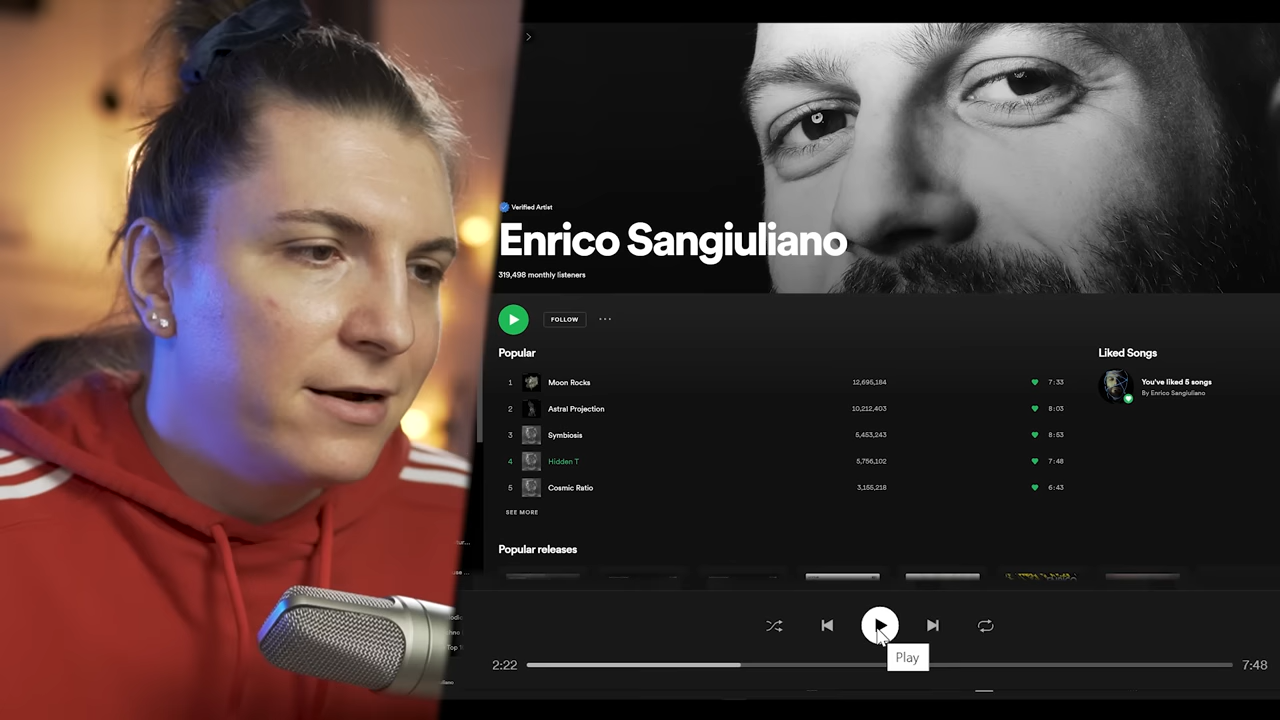 Verified Artist
Enrico Sangiuliano
319,498 monthly listeners
FOLLOW
Popular
Liked Songs
1 Moon Rocks 12,695,184 7:33
You've liked 5 songs
By Enrico Sangiuliano
2 Astral Projection 10,212,403 8:03
3 Symbiosis 5,453,243 8:53
4 Hidden T 5,756,102 7:48
5 Cosmic Ratio 3,155,218 6:43
SEE MORE
Popular releases
Play
2:22
7:48